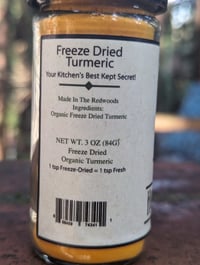 Freeze Dried
Turmeric
Your Kitchen's Best Kept Secret!
Made In The Redwoods
Ingredients:
Organic Freeze Dried Turmeric
NET WT. 3 OZ (84G)
Freeze Dried
Organic Turmeric
1 tsp Freeze-Dried = 1 tsp Fresh